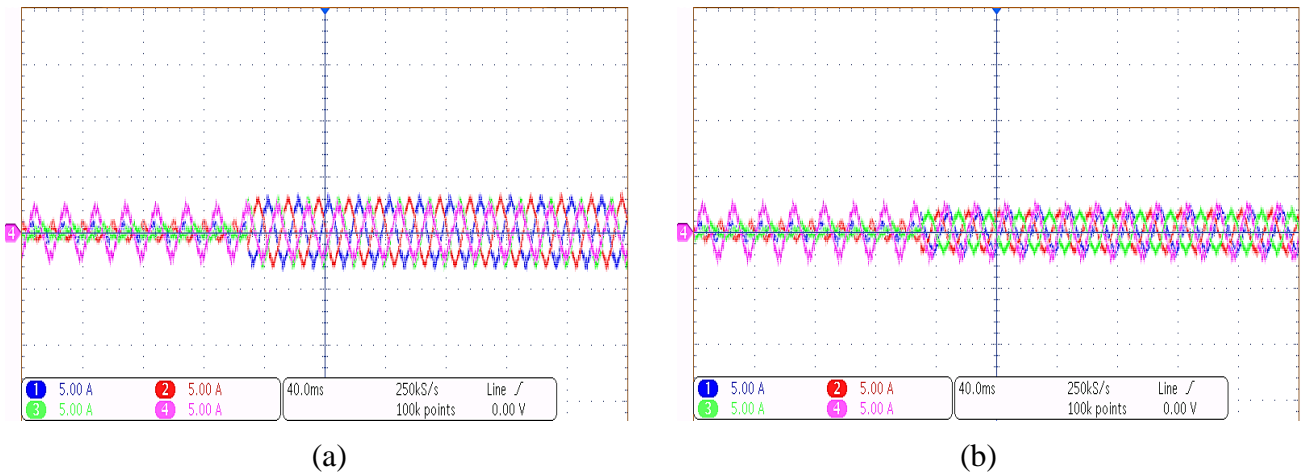 4
1 5.00 A 2 5.00 A
3 5.00 A 4 5.00 A
40.0ms 250kS/s Line
100k points 0.00 V
(a)
4
1 5.00 A 2 5.00 A
3 5.00 A 4 5.00 A
40.0ms 250kS/s Line
100k points 0.00 V
(b)